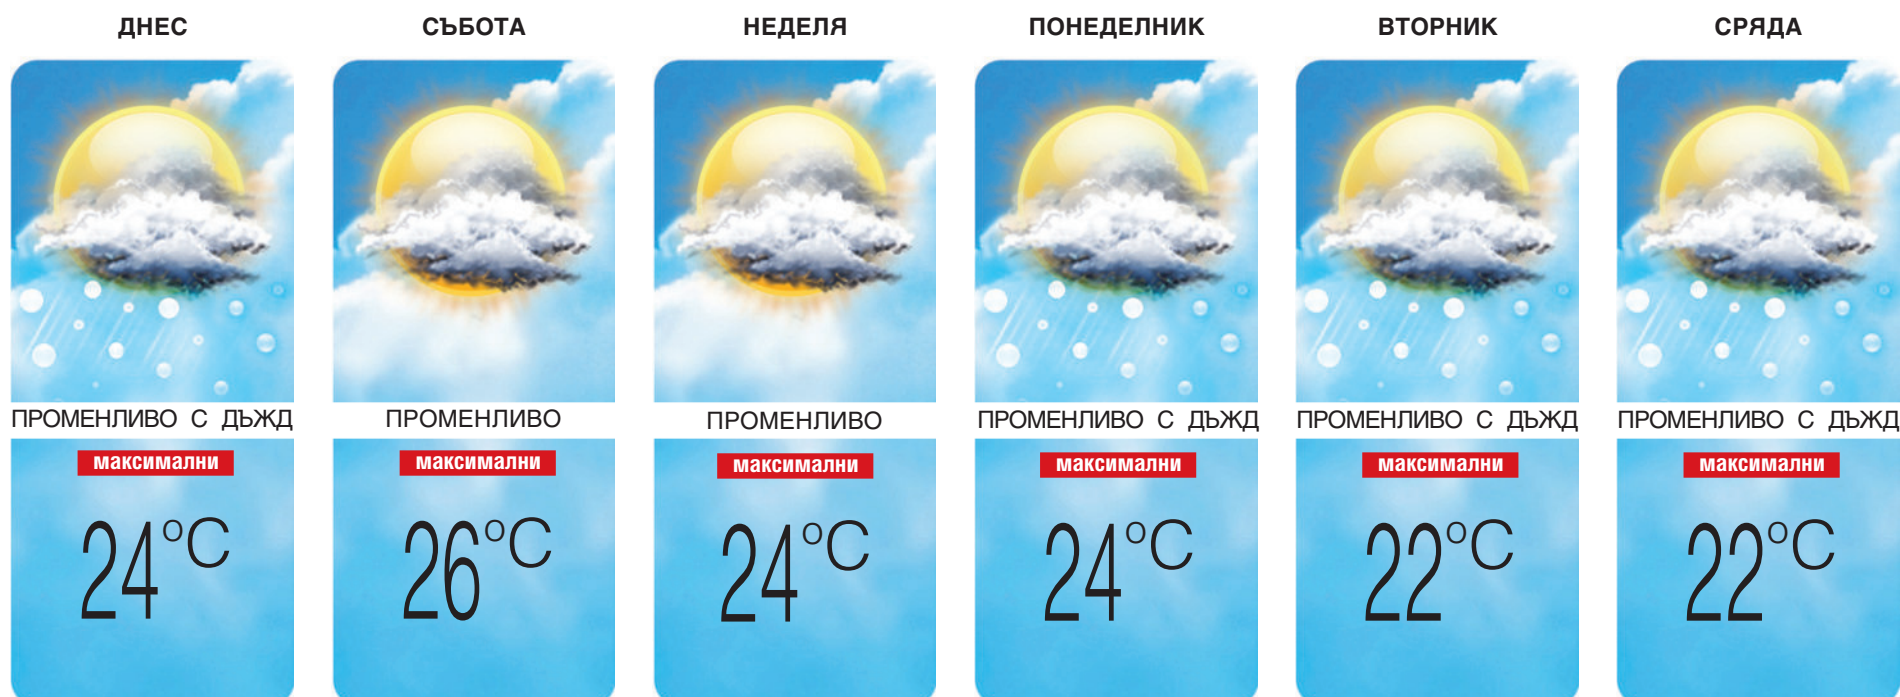 ДНЕС СЪБОТА НЕДЕЛЯ ПОНЕДЕЛНИК ВТОРНИК СРЯДА
ПРОМЕНЛИВО С ДЪЖД ПРОМЕНЛИВО ПРОМЕНЛИВО ПРОМЕНЛИВО С ДЪЖД ПРОМЕНЛИВО С ДЪЖД ПРОМЕНЛИВО С ДЪЖД
максимални максимални максимални максимални максимални максимални
24°C 26°C 24°C 24°C 22°C 22°C